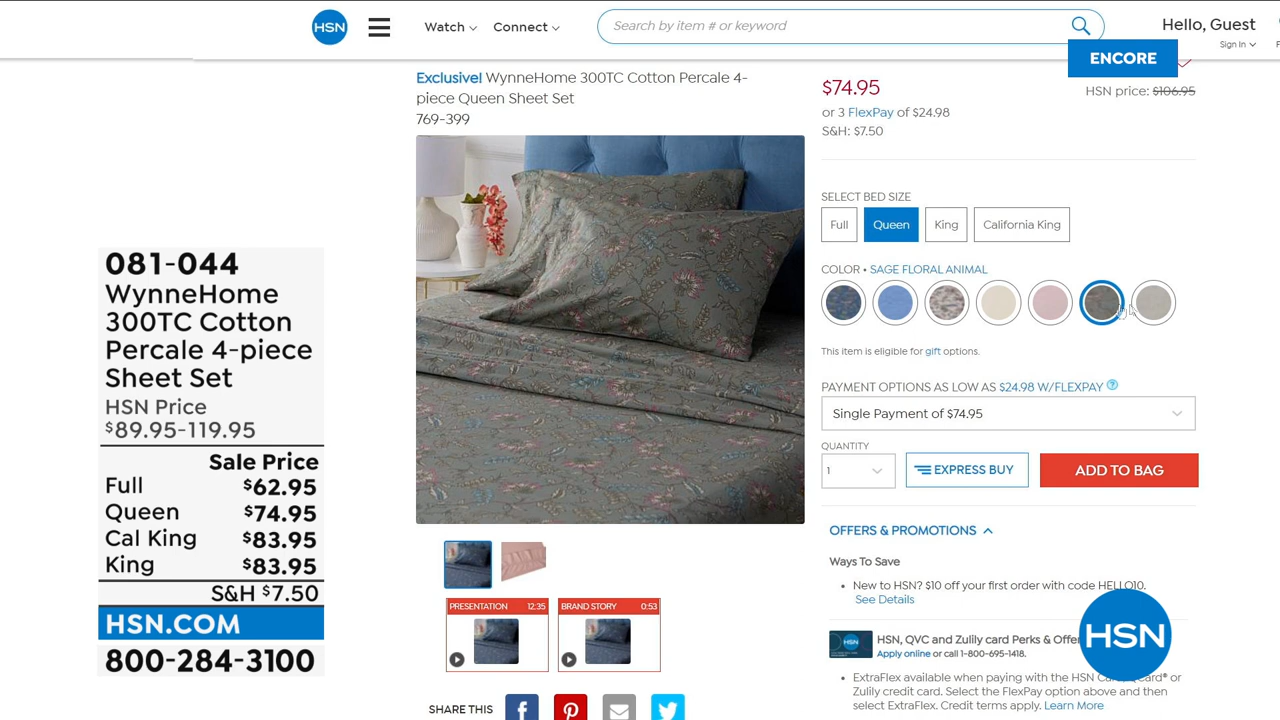 HSN
Watch
Connect
Search by item # or keyword
Hello, Guest
Sign In
ENCORE
Exclusive! WynneHome 300TC Cotton Percale 4-
piece Queen Sheet Set
769-399
$74.95
HSN price: $106.95
or 3 FlexPay of $24.98
S&H: $7.50
SELECT BED SIZE
Full
Queen
King
California King
COLOR • SAGE FLORAL ANIMAL
This item is eligible for gift options.
PAYMENT OPTIONS AS LOW AS $24.98 W/FLEXPAY ?
Single Payment of $74.95
QUANTITY
1
EXPRESS BUY
ADD TO BAG
OFFERS & PROMOTIONS
Ways To Save
• New to HSN? $10 off your first order with code HELLO10.
See Details
HSN, QVC and Zulily card Perks & Offe
Apply online or call 1-800-695-1418.
• ExtraFlex available when paying with the HSN Card, QCard® or
Zulily credit card. Select the FlexPay option above and then
select ExtraFlex. Credit terms apply. Learn More
HSN
081-044
WynneHome
300TC Cotton
Percale 4-piece
Sheet Set
HSN Price
$89.95-119.95
Sale Price
Full $62.95
Queen $74.95
Cal King $83.95
King $83.95
S&H $7.50
HSN.COM
800-284-3100
PRESENTATION 12:35
BRAND STORY 0:53
SHARE THIS